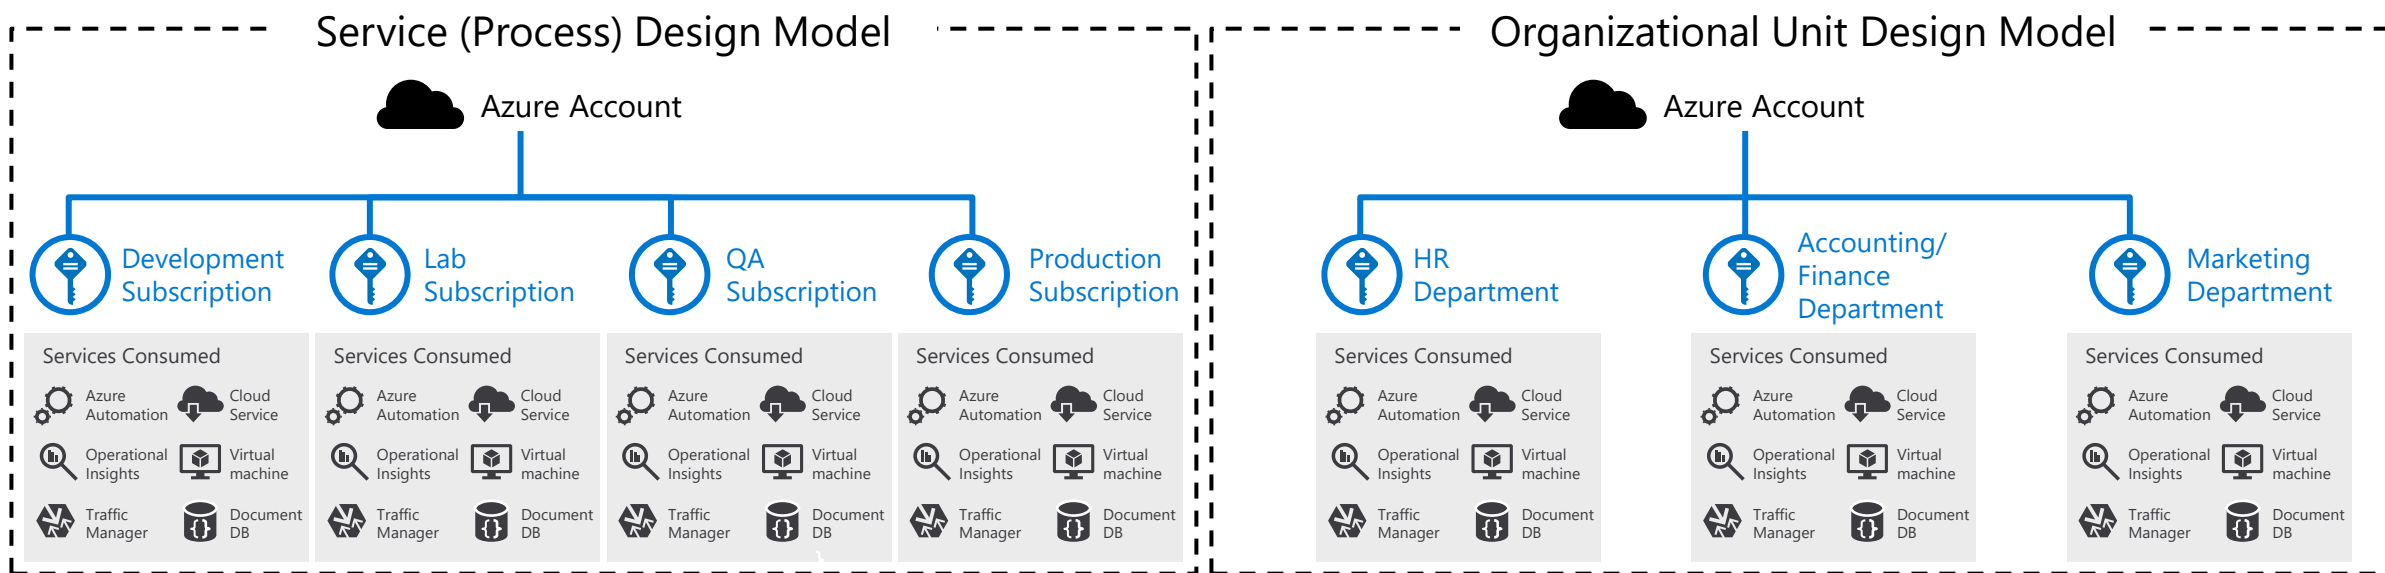 Service (Process) Design Model
Azure Account
Development
Subscription
Lab
Subscription
QA
Subscription
Production
Subscription
Services Consumed
Azure
Automation
Cloud
Service
Operational
Insights
Virtual
machine
Traffic
Manager
Document
DB
Services Consumed
Azure
Automation
Cloud
Service
Operational
Insights
Virtual
machine
Traffic
Manager
Document
DB
Services Consumed
Azure
Automation
Cloud
Service
Operational
Insights
Virtual
machine
Traffic
Manager
Document
DB
Services Consumed
Azure
Automation
Cloud
Service
Operational
Insights
Virtual
machine
Traffic
Manager
Document
DB
Organizational Unit Design Model
Azure Account
HR
Department
Accounting/
Finance
Department
Marketing
Department
Services Consumed
Azure
Automation
Cloud
Service
Operational
Insights
Virtual
machine
Traffic
Manager
Document
DB
Services Consumed
Azure
Automation
Cloud
Service
Operational
Insights
Virtual
machine
Traffic
Manager
Document
DB
Services Consumed
Azure
Automation
Cloud
Service
Operational
Insights
Virtual
machine
Traffic
Manager
Document
DB